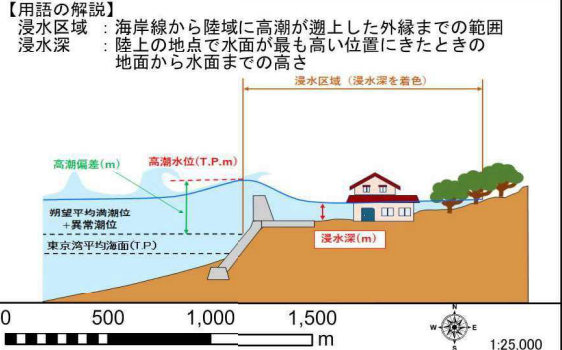 【用語の解説】
浸水区域 ：海岸線から陸域に高潮が遡上した外縁までの範囲
浸水深 ：陸上の地点で水面が最も高い位置にきたときの
地面から水面までの高さ
浸水区域（浸水深を着色）
高潮偏差(m)
高潮水位(T.P.m)
朔望平均満潮位
+異常潮位
東京湾平均海面(T.P)
浸水深(m)
0 500 1,000 1,500
m
N
W E
S
1:25,000